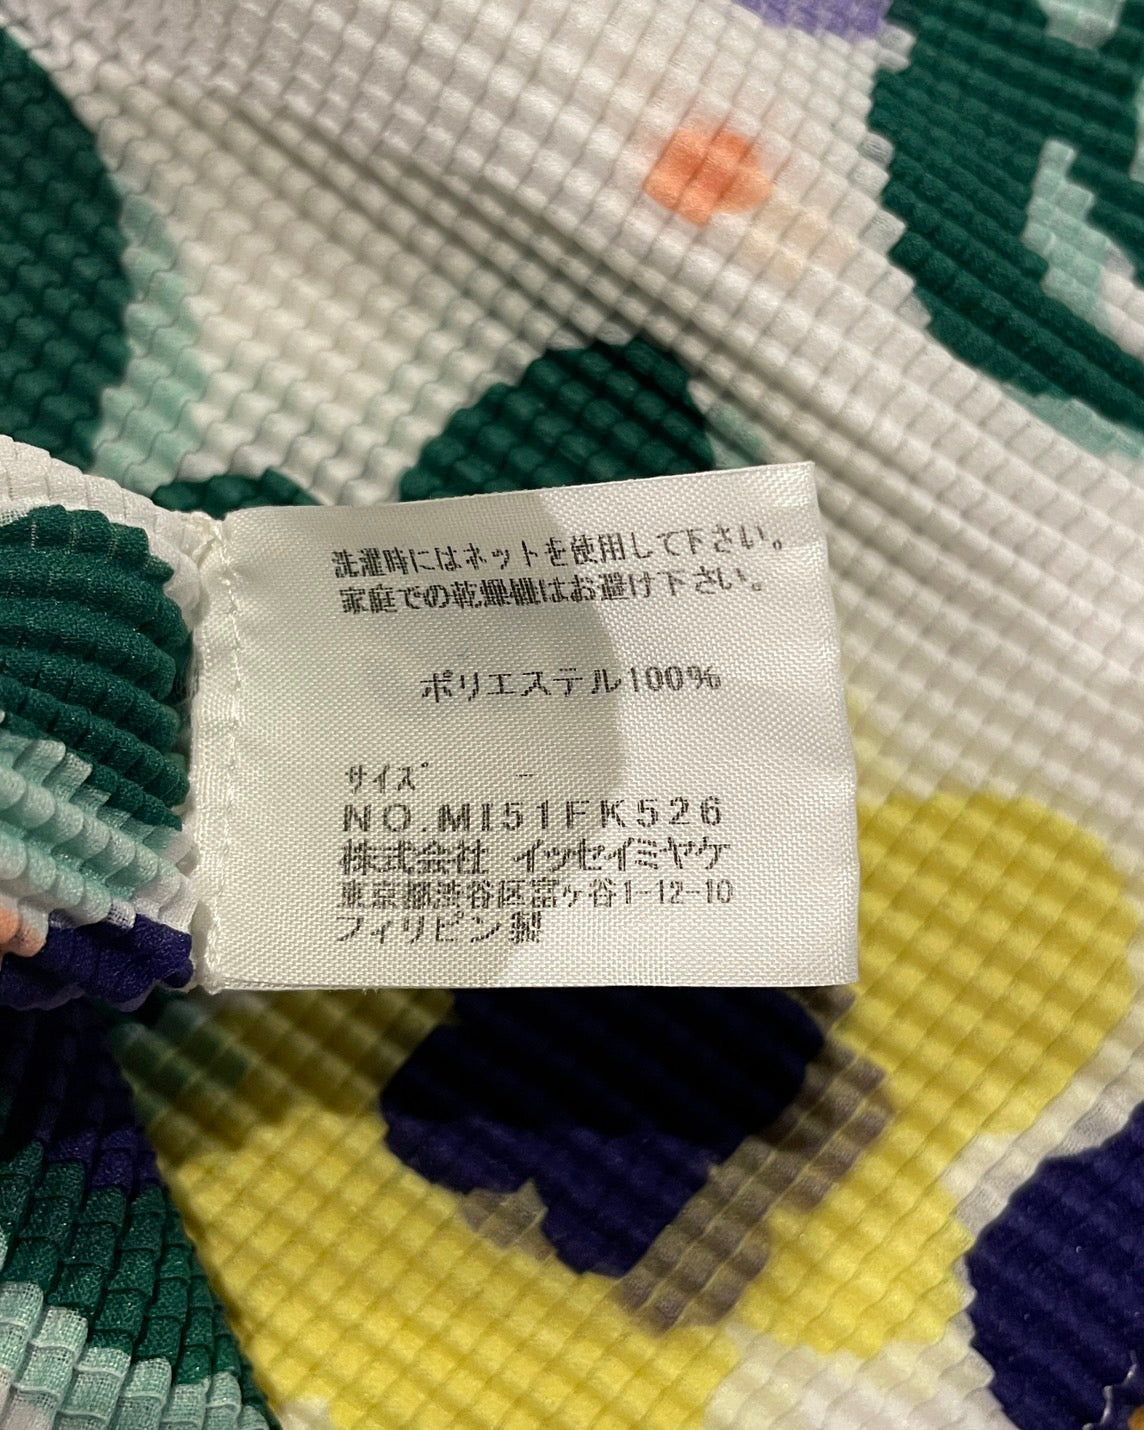 洗濯時にはネットを使用して下さい。
家庭での乾燥機はお避け下さい。
ポリエステル100%
サイズ -
NO.MI51FK526
株式会社 イッセイミヤケ
東京都渋谷区富ヶ谷1-12-10
フィリピン製